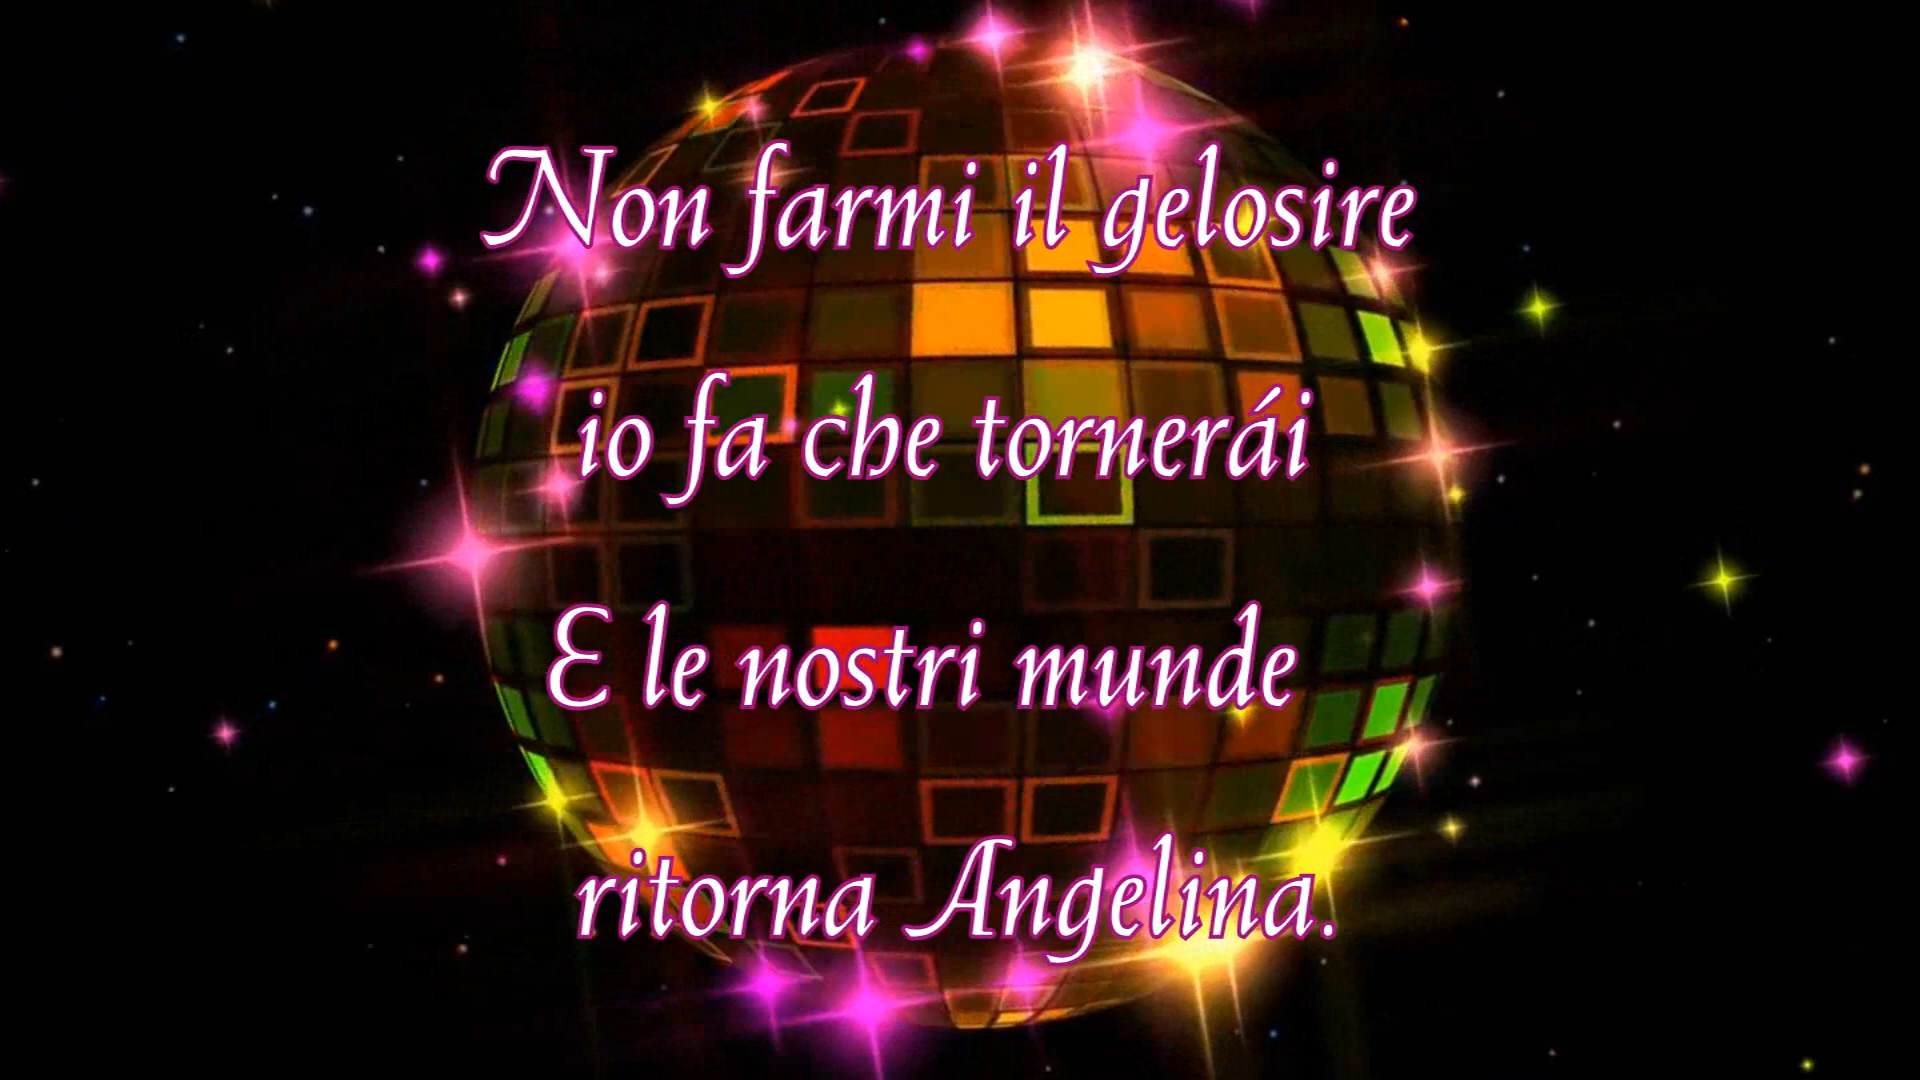 Non farmi il gelosire
io fa che tornerái
E le nostri munde
ritorna Angelina.